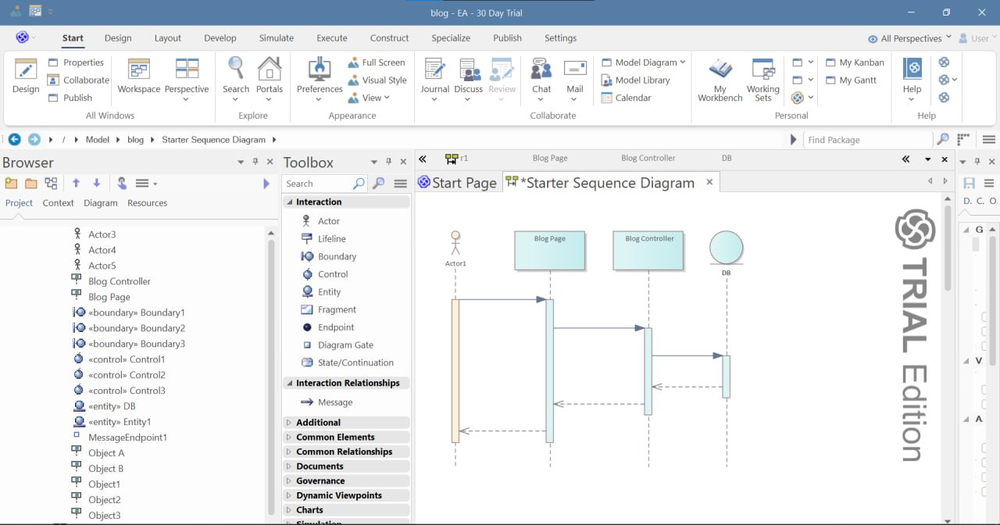 blog - EA - 30 Day Trial
Start Design Layout Develop Simulate Execute Construct Specialize Publish Settings All Perspectives User
Design
Properties
Collaborate
Publish
Workspace
Perspective
All Windows
Search
Portals
Explore
Preferences
Full Screen
Visual Style
View
Appearance
Journal
Discuss
Review
Chat
Mail
Model Diagram
Model Library
Calendar
Collaborate
My Workbench
Working Sets
My Kanban
My Gantt
Personal
Help
Help
/ Model blog Starter Sequence Diagram
Find Package
Browser
Project Context Diagram Resources
Actor3
Actor4
Actor5
Blog Controller
Blog Page
«boundary» Boundary1
«boundary» Boundary2
«boundary» Boundary3
«control» Control1
«control» Control2
«control» Control3
«entity» DB
«entity» Entity1
MessageEndpoint1
Object A
Object B
Object1
Object2
Object3
Toolbox
Search
Interaction
Actor
Lifeline
Boundary
Control
Entity
Fragment
Endpoint
Diagram Gate
State/Continuation
Interaction Relationships
Message
Additional
Common Elements
Common Relationships
Documents
Governance
Dynamic Viewpoints
Charts
Simulation
r1 Blog Page Blog Controller DB
Start Page *Starter Sequence Diagram
Actor1
Blog Page
Blog Controller
DB
TRIAL Edition
D. C. O.
G
V
A